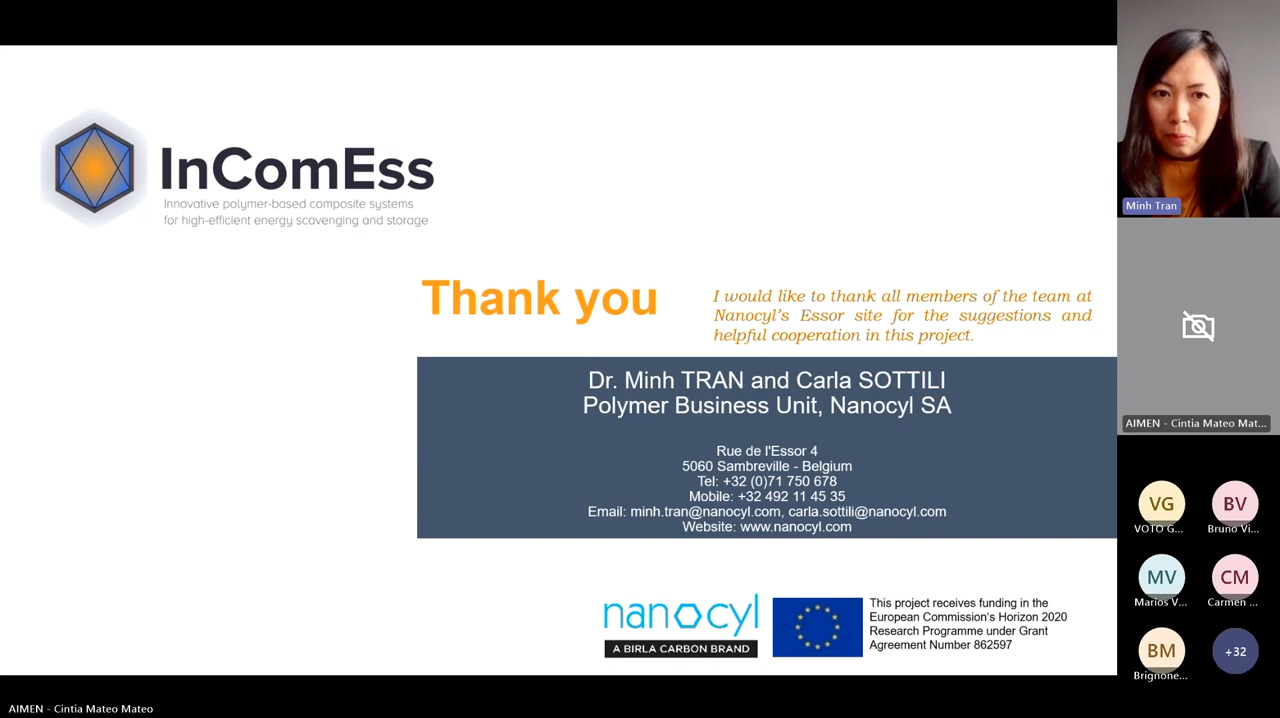 InComEss
Innovative polymer-based composite systems
for high-efficient energy scavenging and storage
Thank you
I would like to thank all members of the team at
Nanocyl's Essor site for the suggestions and
helpful cooperation in this project.
Dr. Minh TRAN and Carla SOTTILI
Polymer Business Unit, Nanocyl SA
Rue de l'Essor 4
5060 Sambreville - Belgium
Tel: +32 (0)71 750 678
Mobile: +32 492 11 45 35
Email: minh.tran@nanocyl.com, carla.sottili@nanocyl.com
Website: www.nanocyl.com
nanocyl
A BIRLA CARBON BRAND
This project receives funding in the
European Commission's Horizon 2020
Research Programme under Grant
Agreement Number 862597
Minh Tran
AIMEN - Cintia Mateo Mat...
VG
VOTO G...
BV
Bruno Vi...
MV
Marios V...
CM
Carmen ...
BM
Brignone...
+32
AIMEN - Cintia Mateo Mateo